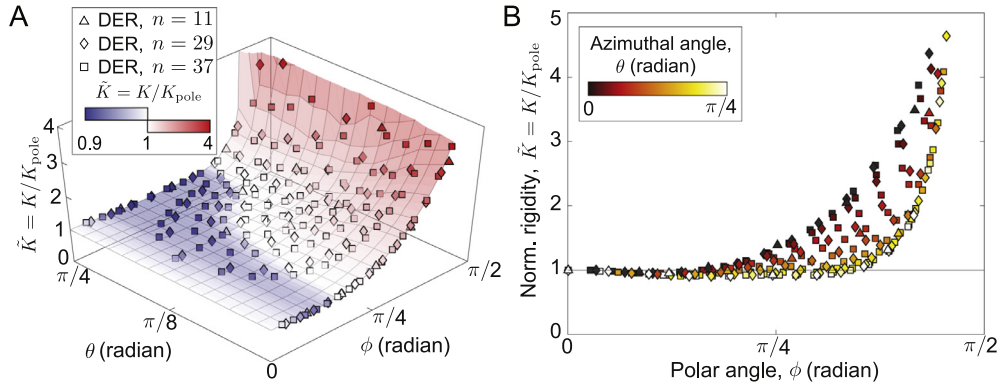 A
DER, n = 11
DER, n = 29
DER, n = 37
K̃ = K/K_pole
0.9 1 4
K̃ = K/K_pole
4
3
2
1
0
π/4
π/8
0
θ (radian)
π/4
π/2
ϕ (radian)
B
Azimuthal angle,
θ (radian)
0 π/4
Norm. rigidity, K̃ = K/K_pole
5
4
3
2
1
0
0 π/4 π/2
Polar angle, ϕ (radian)